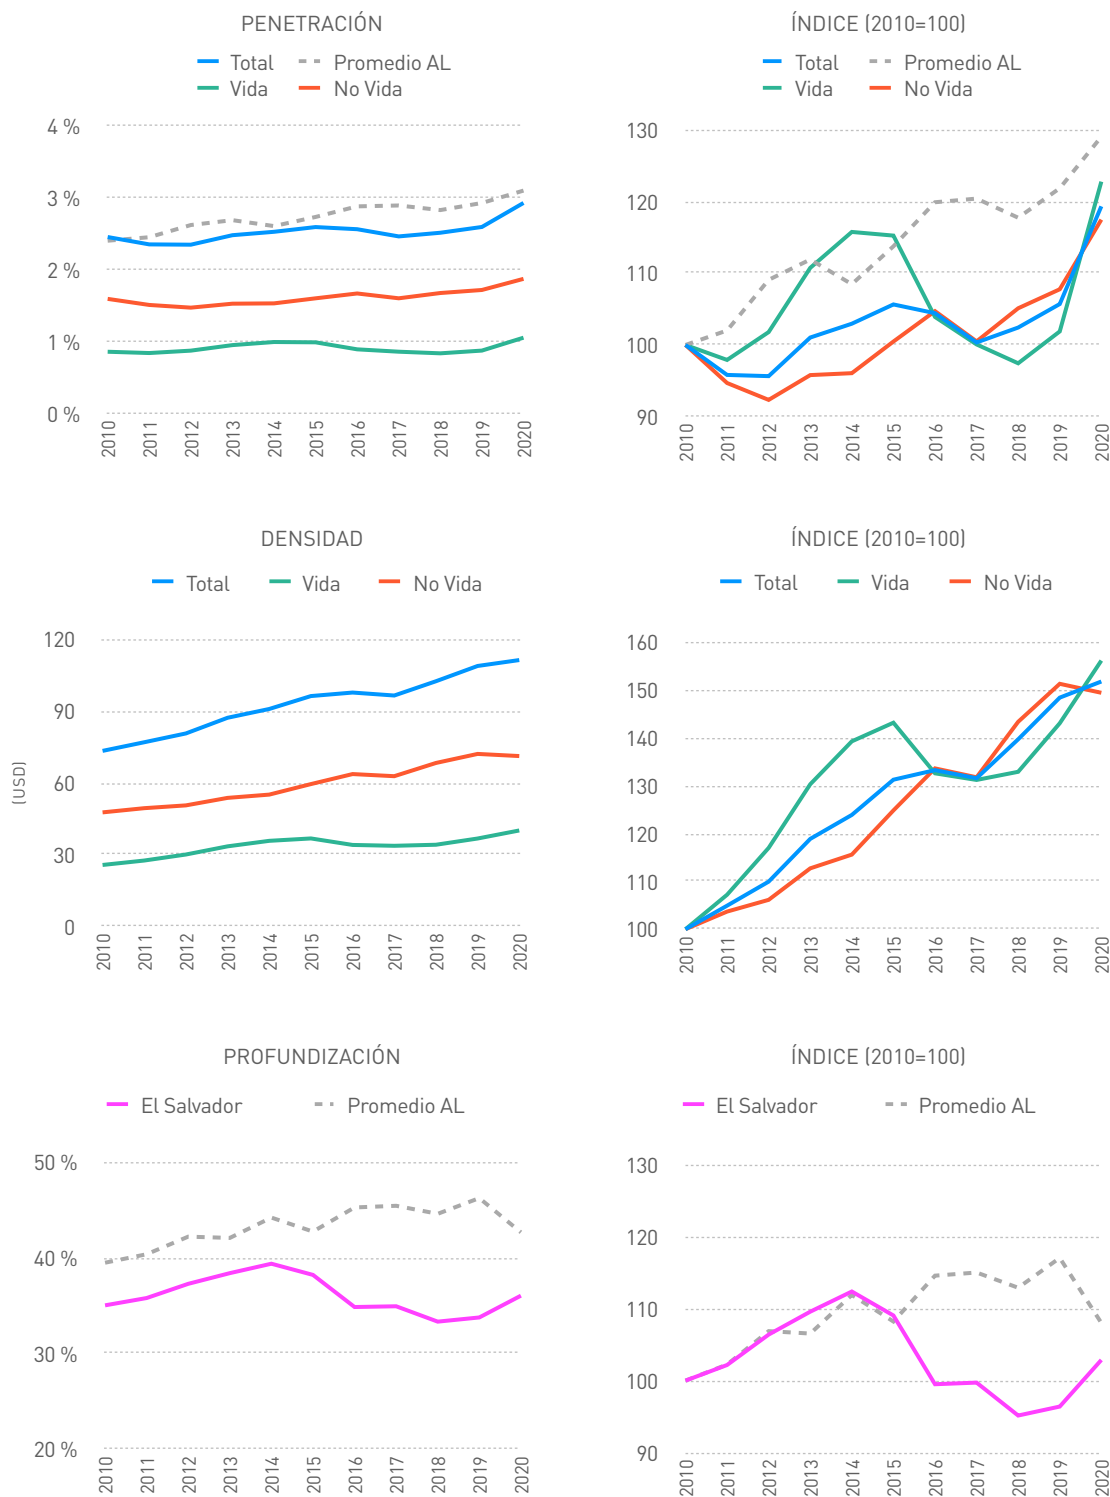 PENETRACIÓN
Total Promedio AL
Vida No Vida
4 %
3 %
2 %
1 %
0 %
2010 2011 2012 2013 2014 2015 2016 2017 2018 2019 2020
ÍNDICE (2010=100)
Total Promedio AL
Vida No Vida
130
120
110
100
90
2010 2011 2012 2013 2014 2015 2016 2017 2018 2019 2020
DENSIDAD
Total Vida No Vida
(USD)
120
90
60
30
0
2010 2011 2012 2013 2014 2015 2016 2017 2018 2019 2020
ÍNDICE (2010=100)
Total Vida No Vida
160
150
140
130
120
110
100
2010 2011 2012 2013 2014 2015 2016 2017 2018 2019 2020
PROFUNDIZACIÓN
El Salvador Promedio AL
50 %
40 %
30 %
20 %
2010 2011 2012 2013 2014 2015 2016 2017 2018 2019 2020
ÍNDICE (2010=100)
El Salvador Promedio AL
130
120
110
100
90
2010 2011 2012 2013 2014 2015 2016 2017 2018 2019 2020